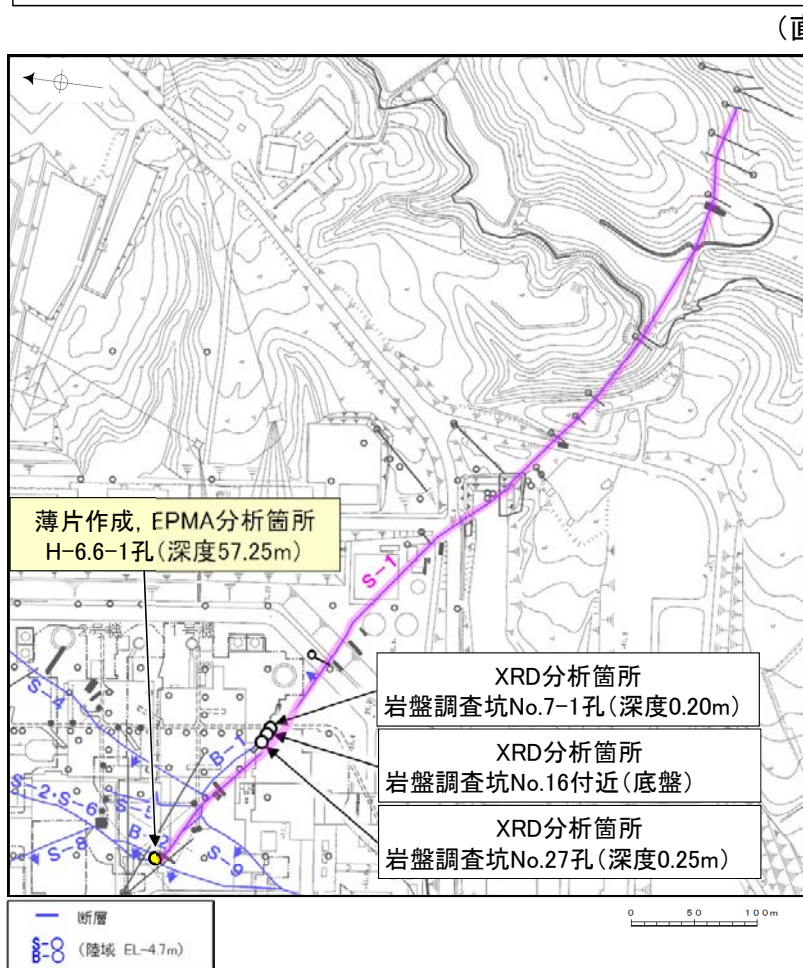 薄片作成，EPMA分析箇所
H-6.6-1孔（深度57.25m）
S-1
XRD分析箇所
岩盤調査坑No.7-1孔（深度0.20m）
XRD分析箇所
岩盤調査坑No.16付近（底盤）
XRD分析箇所
岩盤調査坑No.27孔（深度0.25m）
S-4
B-1
S-2・S-6
S-5
B-2
S-8
S-9
断層
S-○
B-○
（陸域 EL-4.7m）
0 50 100m